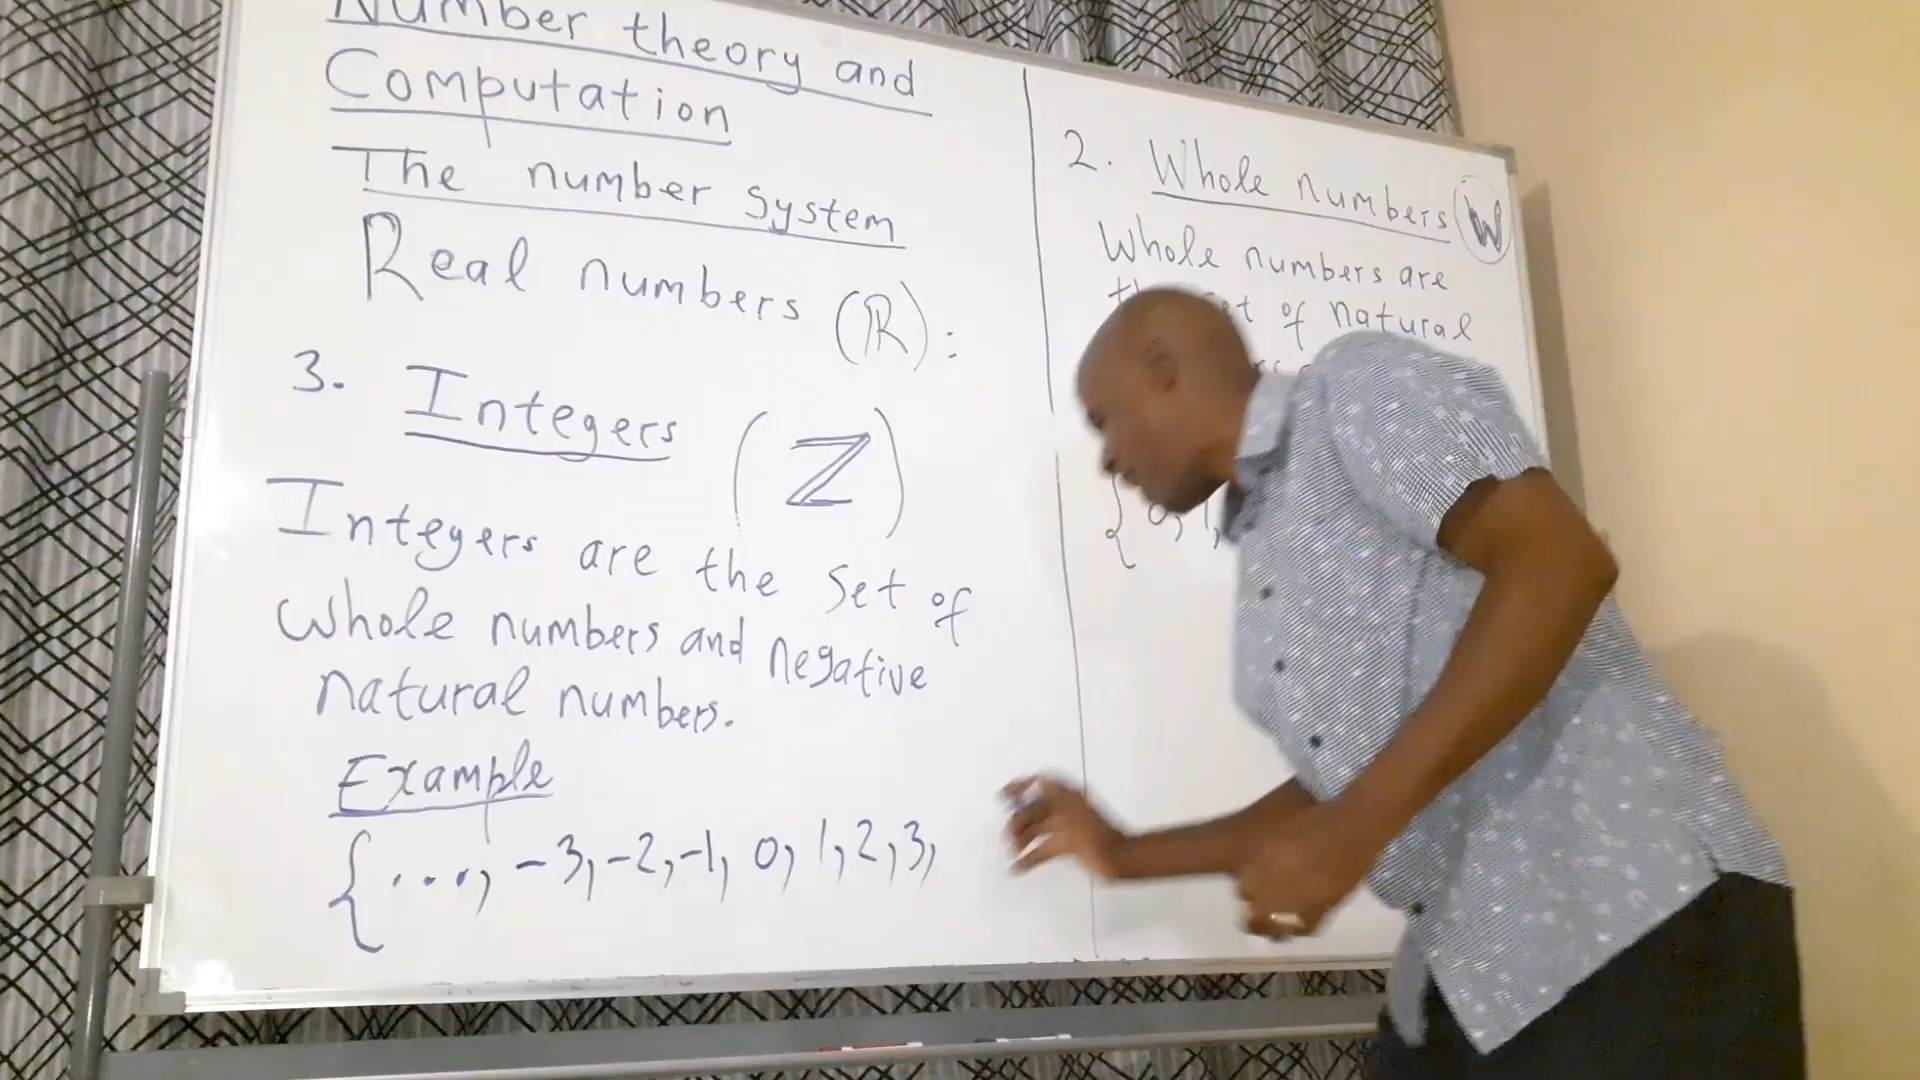 Number theory and
Computation
The number system
Real numbers (ℝ):
3. Integers (ℤ)
Integers are the set of
whole numbers and negative
natural numbers.
Example
{..., -3, -2, -1, 0, 1, 2, 3,
2. Whole numbers W
Whole numbers are
of natural
{0, 1,